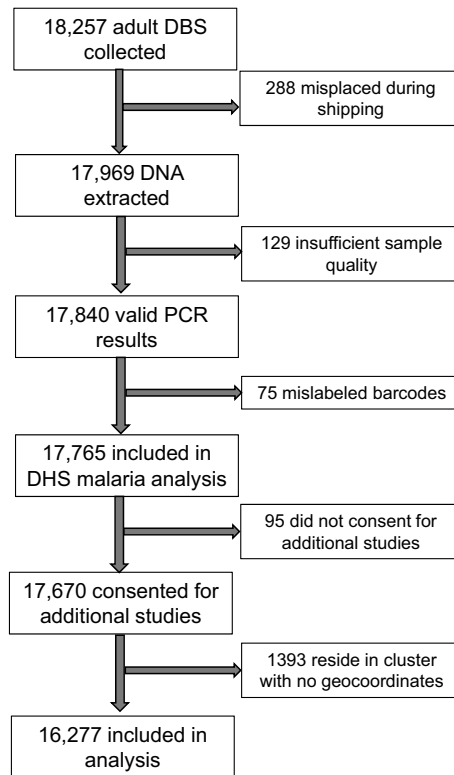 18,257 adult DBS
collected
288 misplaced during
shipping
17,969 DNA
extracted
129 insufficient sample
quality
17,840 valid PCR
results
75 mislabeled barcodes
17,765 included in
DHS malaria analysis
95 did not consent for
additional studies
17,670 consented for
additional studies
1393 reside in cluster
with no geocoordinates
16,277 included in
analysis